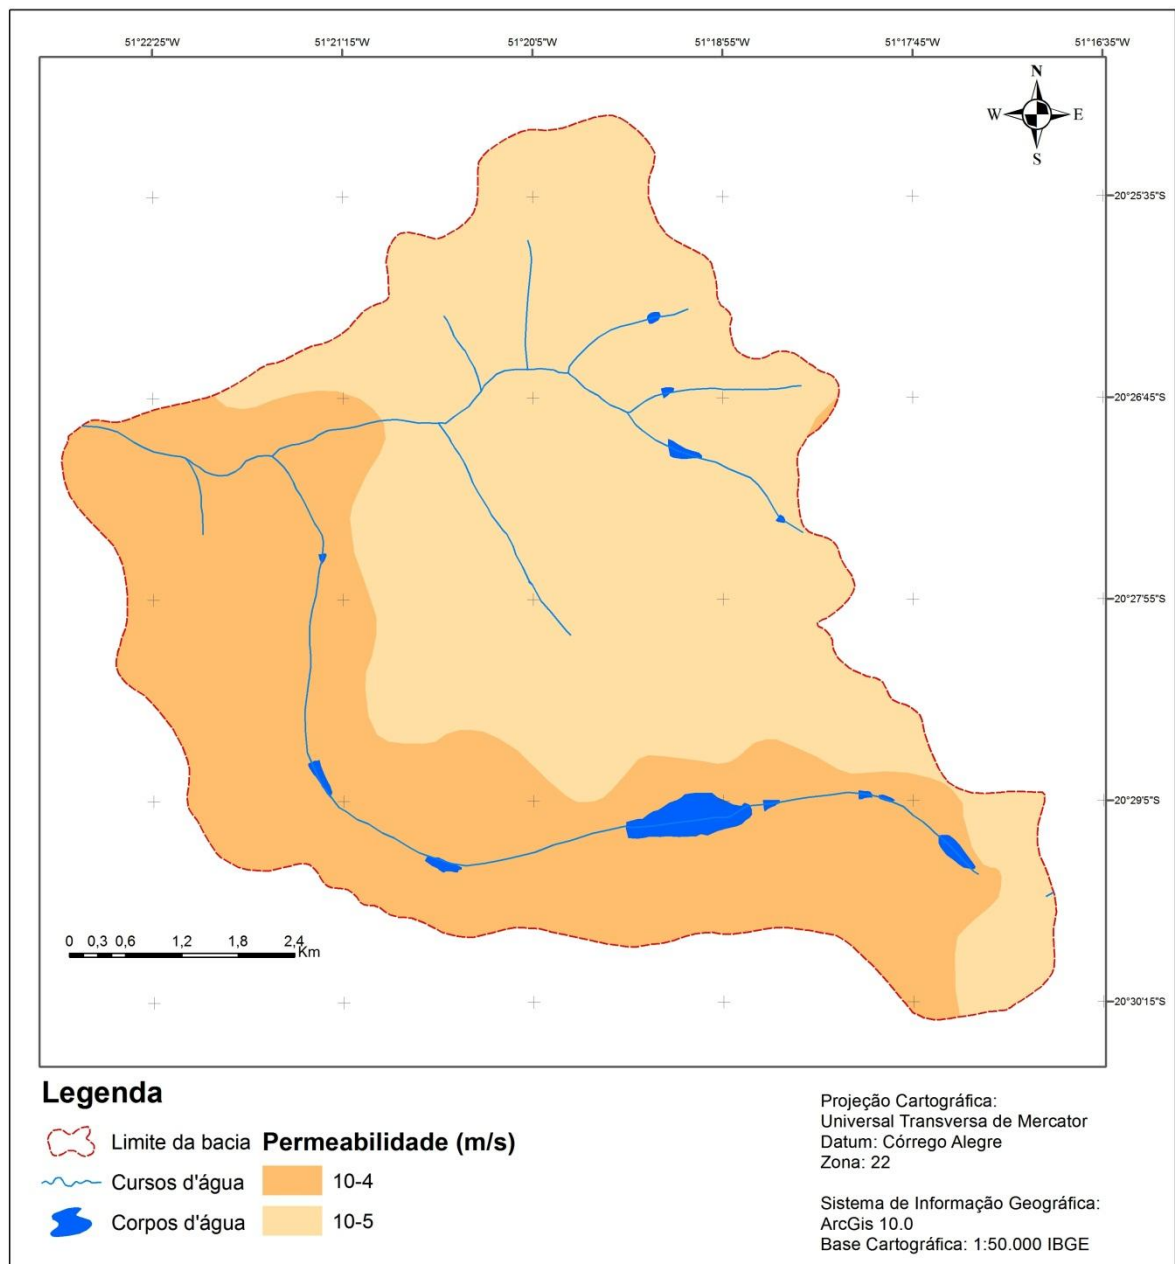 51°22'25"W 51°21'15"W 51°20'5"W 51°18'55"W 51°17'45"W 51°16'35"W
N
W E
S
20°25'35"S
20°26'45"S
20°27'55"S
20°29'5"S
0 0,3 0,6 1,2 1,8 2,4
Km
20°30'15"S
Legenda
Limite da bacia
Cursos d'água
Corpos d'água
Permeabilidade (m/s)
10-4
10-5
Projeção Cartográfica:
Universal Transversa de Mercator
Datum: Córrego Alegre
Zona: 22
Sistema de Informação Geográfica:
ArcGis 10.0
Base Cartográfica: 1:50.000 IBGE